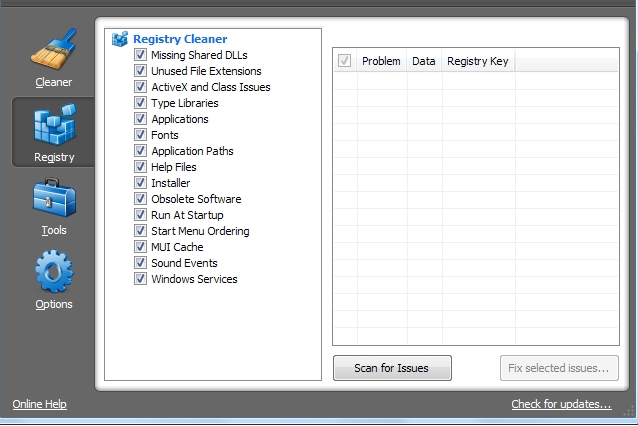 Cleaner
Registry
Tools
Options
Registry Cleaner
Missing Shared DLLs
Unused File Extensions
ActiveX and Class Issues
Type Libraries
Applications
Fonts
Application Paths
Help Files
Installer
Obsolete Software
Run At Startup
Start Menu Ordering
MUI Cache
Sound Events
Windows Services
Problem Data Registry Key
Scan for Issues Fix selected issues...
Online Help Check for updates...